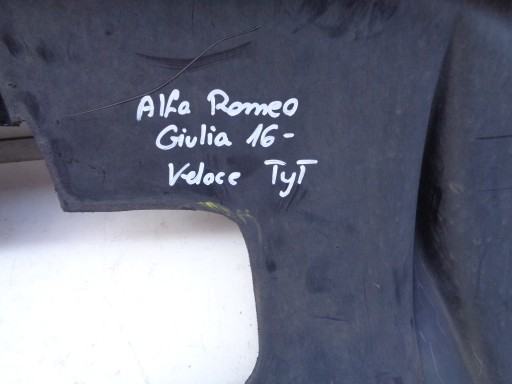 Alfa Romeo
Giulia 16-
Veloce TyT